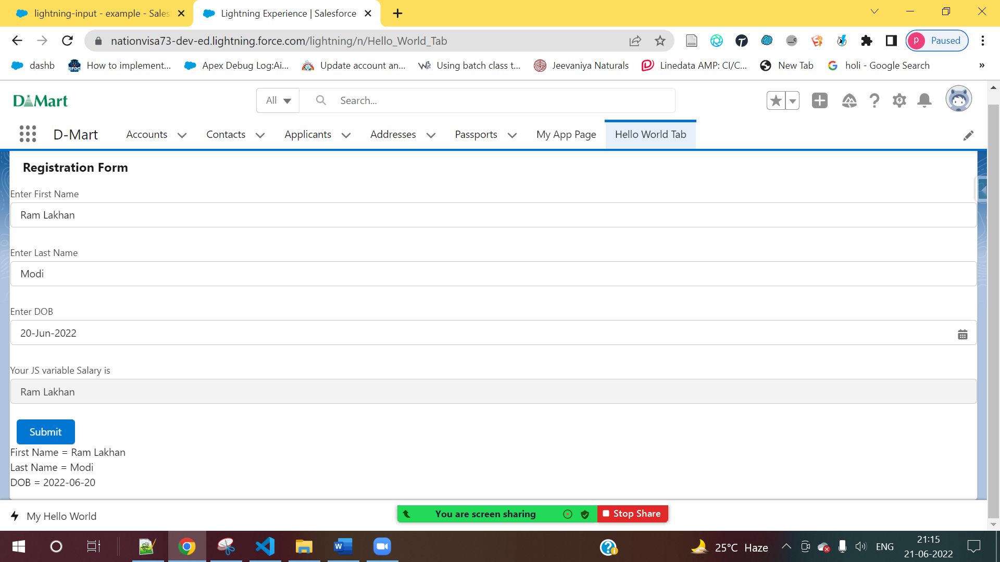 lightning-input - example - Sales
Lightning Experience | Salesforce
nationvisa73-dev-ed.lightning.force.com/lightning/n/Hello_World_Tab
P Paused
dashb
How to implement...
Apex Debug Log:Ai...
Update account an...
Using batch class t...
Jeevaniya Naturals
Linedata AMP: CI/C...
New Tab
holi - Google Search
»
D Mart
All
Search...
D-Mart
Accounts
Contacts
Applicants
Addresses
Passports
My App Page
Hello World Tab
Registration Form
Enter First Name
Ram Lakhan
Enter Last Name
Modi
Enter DOB
20-Jun-2022
Your JS variable Salary is
Ram Lakhan
Submit
First Name = Ram Lakhan
Last Name = Modi
DOB = 2022-06-20
My Hello World
You are screen sharing
Stop Share
25°C Haze
ENG
21:15
21-06-2022